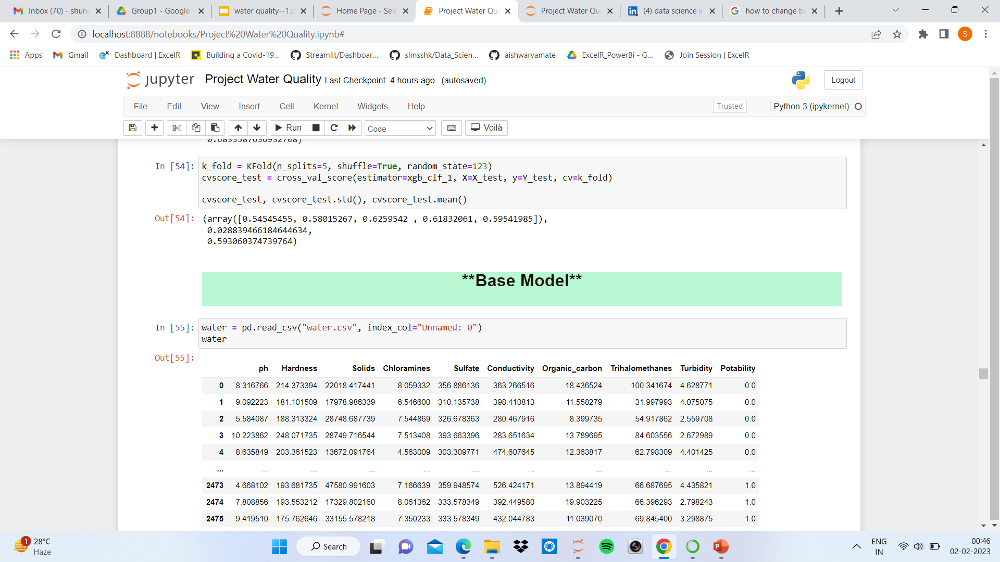 Inbox (70) - shund
Group1 - Google
water quality--1.p
Home Page - Sele
Project Water Qua
Project Water Qua
(4) data science in
how to change ba
localhost:8888/notebooks/Project%20Water%20Quality.ipynb#
S
Apps
Gmail
Dashboard | ExcelR
Building a Covid-19...
Streamlit/Dashboar...
slmsshk/Data_Scien...
aishwaryamate
ExcelR_PowerBi - G...
Join Session | ExcelR
jupyter Project Water Quality Last Checkpoint: 4 hours ago (autosaved)
Logout
File Edit View Insert Cell Kernel Widgets Help
Trusted
Python 3 (ipykernel)
Run
Code
Voilà
0.6833587636932708)
In [54]: k_fold = KFold(n_splits=5, shuffle=True, random_state=123)
cvscore_test = cross_val_score(estimator=xgb_clf_1, X=X_test, y=Y_test, cv=k_fold)
cvscore_test, cvscore_test.std(), cvscore_test.mean()
Out[54]: (array([0.54545455, 0.58015267, 0.6259542 , 0.61832061, 0.59541985]),
0.028839466184644634,
0.593060374739764)
**Base Model**
In [55]: water = pd.read_csv("water.csv", index_col="Unnamed: 0")
water
Out[55]:
ph Hardness Solids Chloramines Sulfate Conductivity Organic_carbon Trihalomethanes Turbidity Potability
0 8.316766 214.373394 22018.417441 8.059332 356.886136 363.266516 18.436524 100.341674 4.628771 0.0
1 9.092223 181.101509 17978.986339 6.546600 310.135738 398.410813 11.558279 31.997993 4.075075 0.0
2 5.584087 188.313324 28748.687739 7.544869 326.678363 280.467916 8.399735 54.917862 2.559708 0.0
3 10.223862 248.071735 28749.716544 7.513408 393.663396 283.651634 13.789695 84.603556 2.672989 0.0
4 8.635849 203.361523 13672.091764 4.563009 303.309771 474.607645 12.363817 62.798309 4.401425 0.0
... ... ... ... ... ... ... ... ... ... ...
2473 4.668102 193.681735 47580.991603 7.166639 359.948574 526.424171 13.894419 66.687695 4.435821 1.0
2474 7.808856 193.553212 17329.802160 8.061362 333.578349 392.449580 19.903225 66.396293 2.798243 1.0
2475 9.419510 175.762646 33155.578218 7.350233 333.578349 432.044783 11.039070 69.845400 3.298875 1.0
1
28°C
Haze
Search
ENG
IN
00:46
02-02-2023